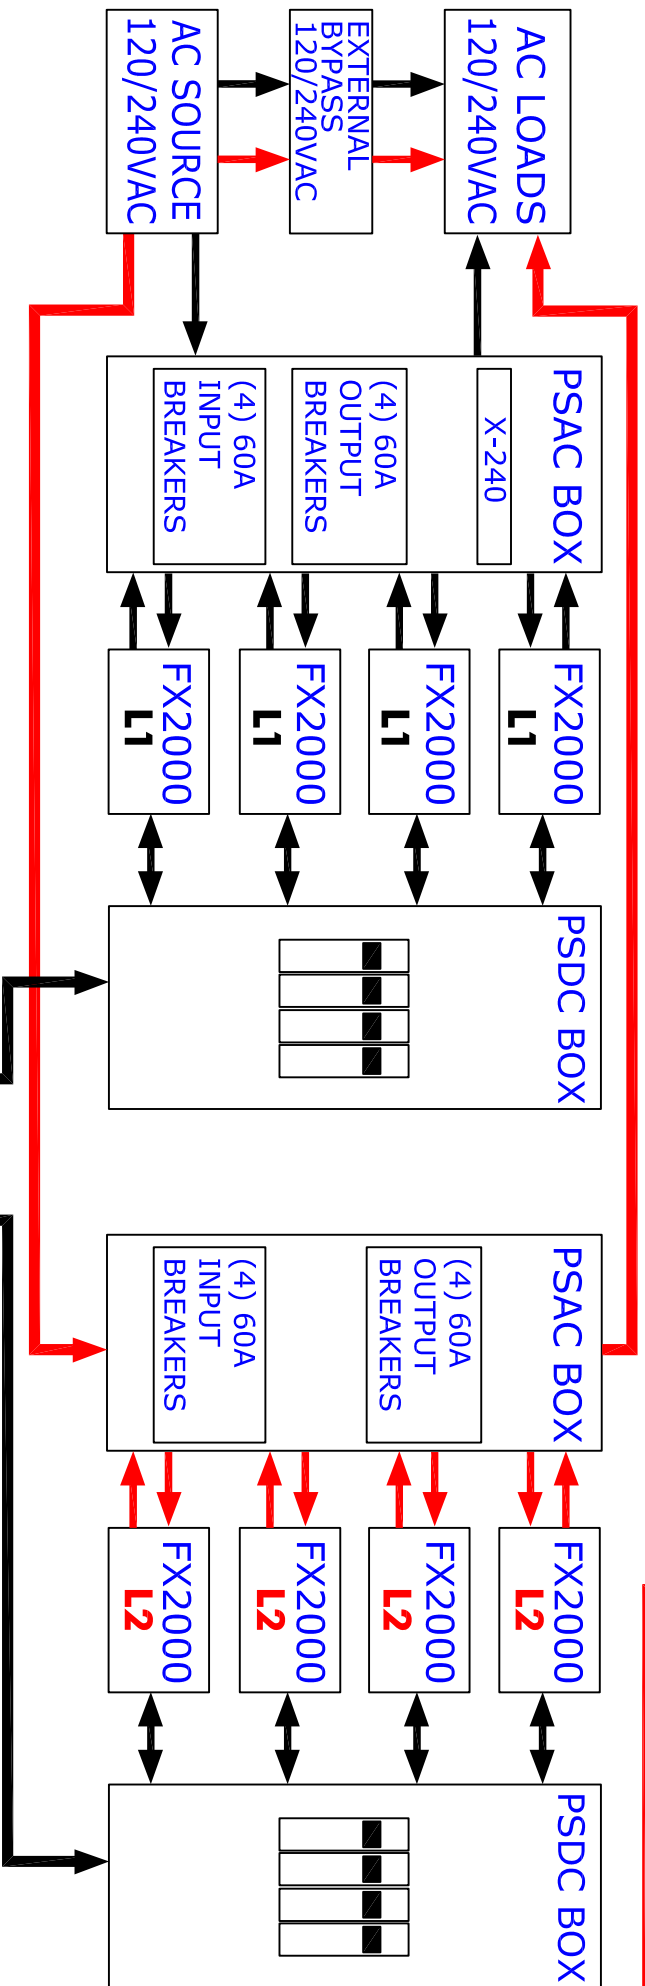 AC LOADS
120/240VAC
EXTERNAL
BYPASS
120/240VAC
AC SOURCE
120/240VAC
PSAC BOX
X-240
(4) 60A
OUTPUT
BREAKERS
(4) 60A
INPUT
BREAKERS
FX2000
L1
FX2000
L1
FX2000
L1
FX2000
L1
PSDC BOX
PSAC BOX
(4) 60A
OUTPUT
BREAKERS
(4) 60A
INPUT
BREAKERS
FX2000
L2
FX2000
L2
FX2000
L2
FX2000
L2
PSDC BOX